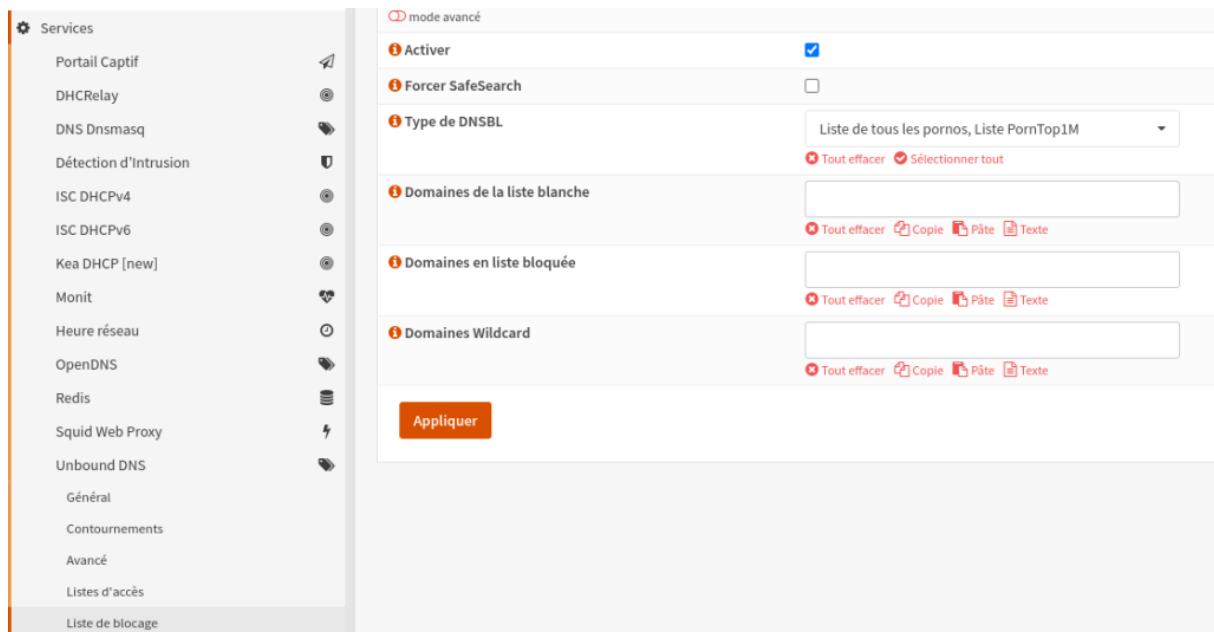 Services
Portail Captif
DHCRelay
DNS Dnsmasq
Détection d'Intrusion
ISC DHCPv4
ISC DHCPv6
Kea DHCP [new]
Monit
Heure réseau
OpenDNS
Redis
Squid Web Proxy
Unbound DNS
Général
Contournements
Avancé
Listes d'accès
Liste de blocage
mode avancé
Activer
Forcer SafeSearch
Type de DNSBL
Liste de tous les pornos, Liste PornTop1M
Tout effacer Sélectionner tout
Domaines de la liste blanche
Tout effacer Copie Pâte Texte
Domaines en liste bloquée
Tout effacer Copie Pâte Texte
Domaines Wildcard
Tout effacer Copie Pâte Texte
Appliquer